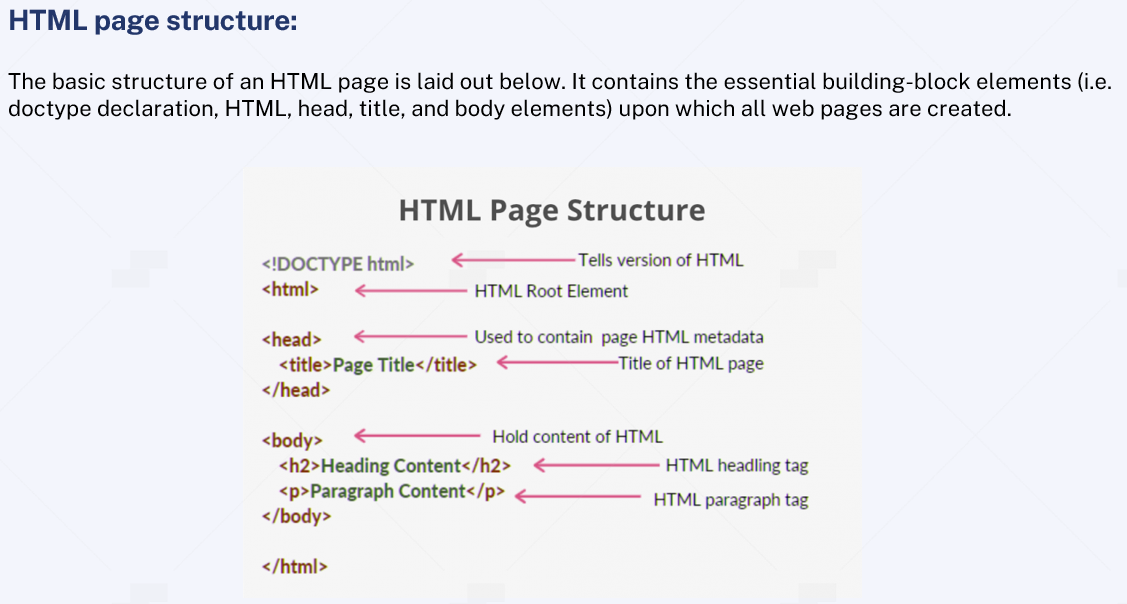 HTML page structure:
The basic structure of an HTML page is laid out below. It contains the essential building-block elements (i.e.
doctype declaration, HTML, head, title, and body elements) upon which all web pages are created.
HTML Page Structure
<!DOCTYPE html> Tells version of HTML
<html> HTML Root Element
<head> Used to contain page HTML metadata
<title>Page Title</title> Title of HTML page
</head>
<body> Hold content of HTML
<h2>Heading Content</h2> HTML headling tag
<p>Paragraph Content</p> HTML paragraph tag
</body>
</html>